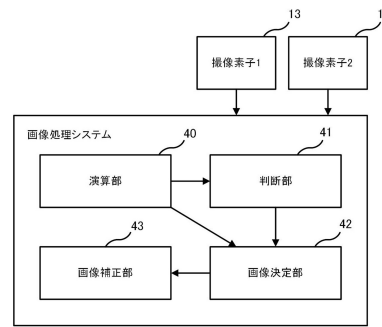 13
1
撮像素子1
撮像素子2
画像処理システム
40
41
演算部
判断部
43
42
画像補正部
画像決定部